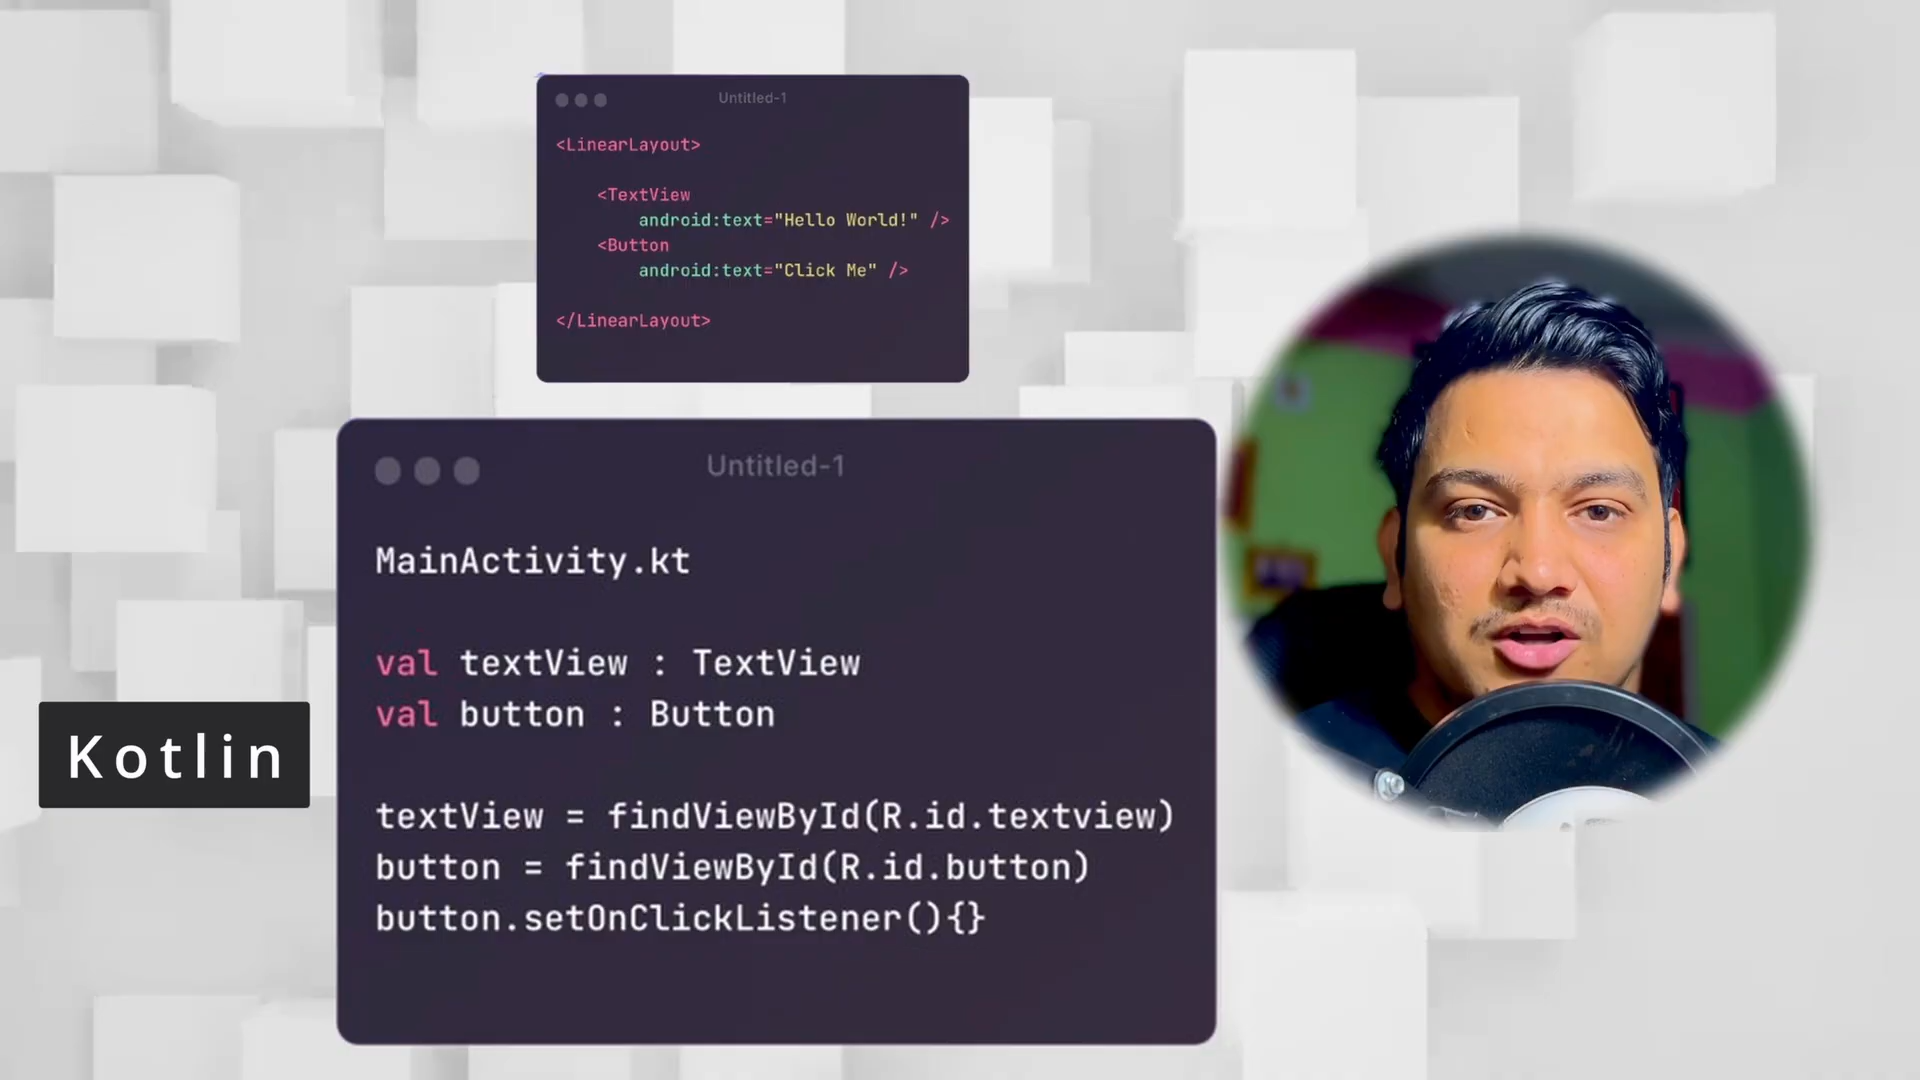 Untitled-1
<LinearLayout>
<TextView
android:text="Hello World!" />
<Button
android:text="Click Me" />
</LinearLayout>
Untitled-1
MainActivity.kt
val textView : TextView
val button : Button
textView = findViewById(R.id.textview)
button = findViewById(R.id.button)
button.setOnClickListener(){}
Kotlin